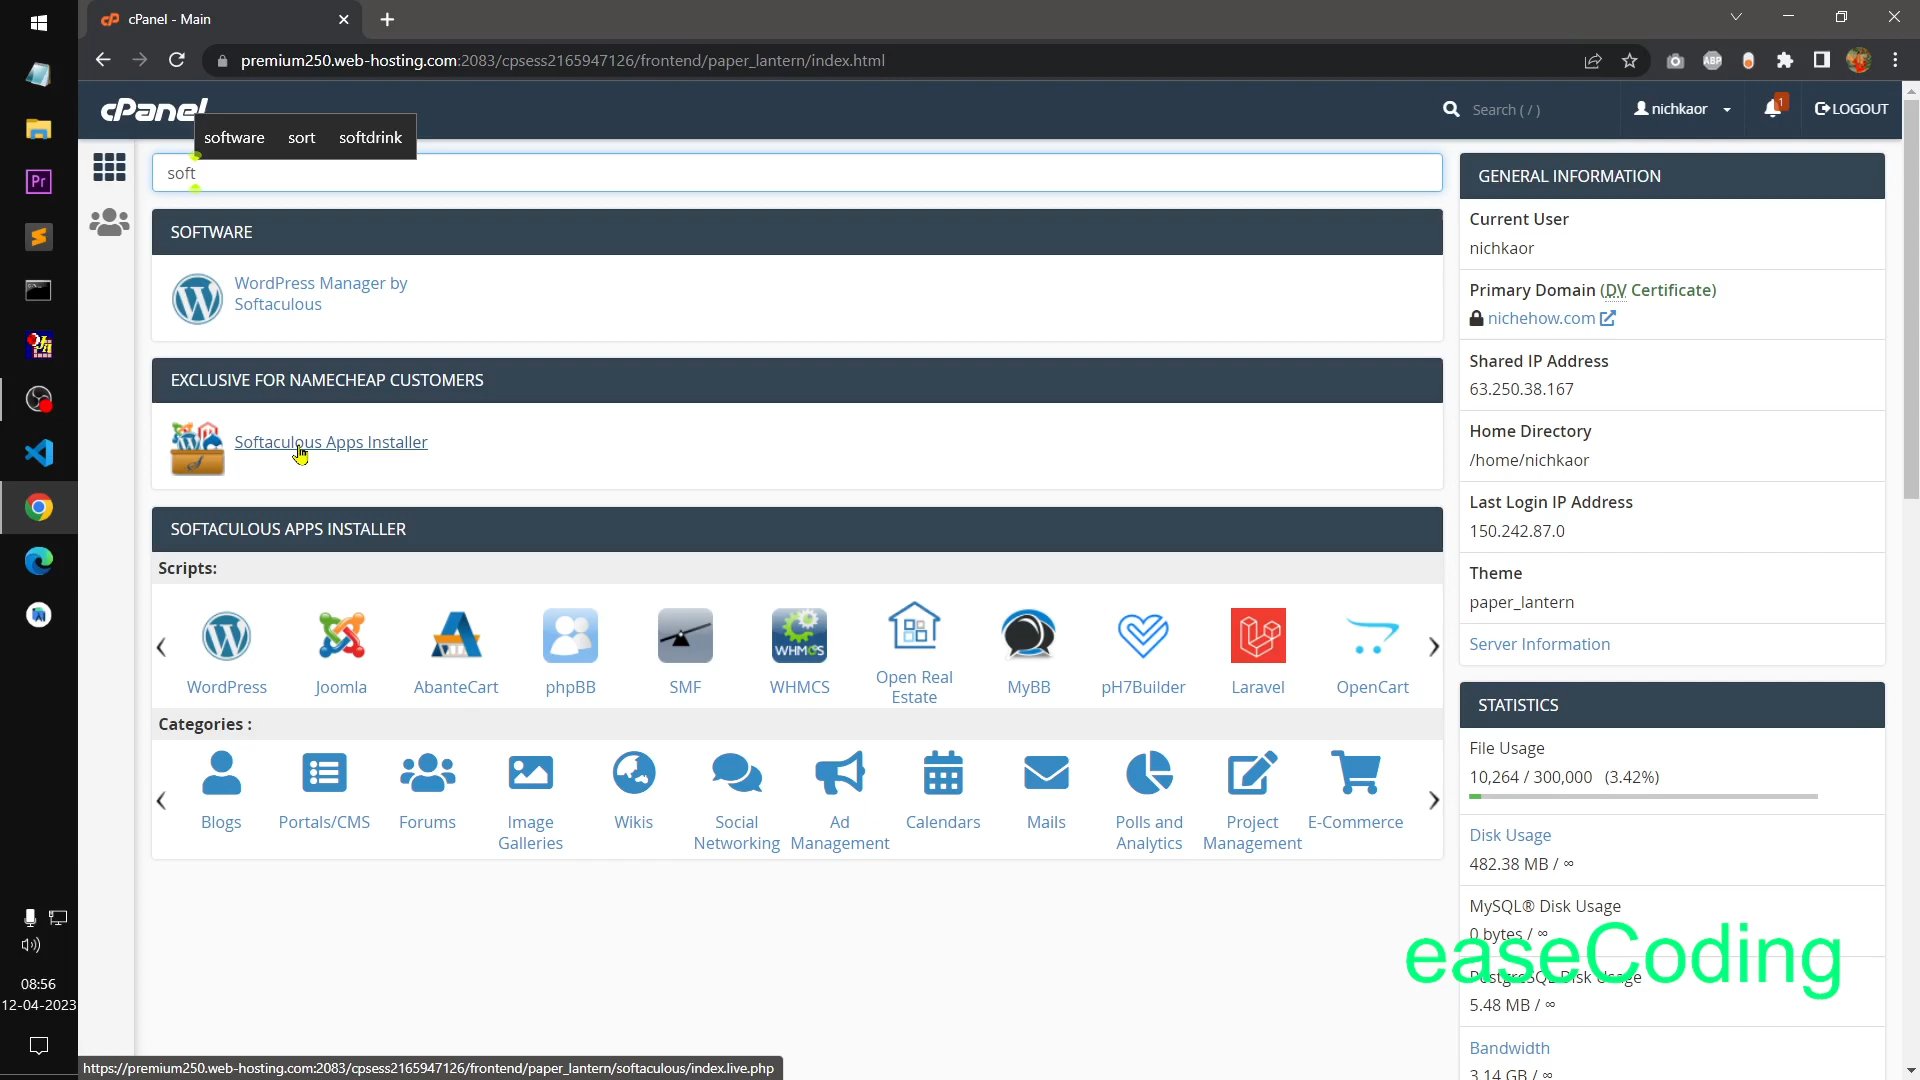 cPanel - Main
premium250.web-hosting.com:2083/cpsess2165947126/frontend/paper_lantern/index.html
ABP
cPanel
Search ( / )
nichkaor
1
LOGOUT
software sort softdrink
soft
SOFTWARE
WordPress Manager by
Softaculous
EXCLUSIVE FOR NAMECHEAP CUSTOMERS
Softaculous Apps Installer
SOFTACULOUS APPS INSTALLER
Scripts:
WHMCS
WordPress
Joomla
AbanteCart
phpBB
SMF
WHMCS
Open Real
Estate
MyBB
pH7Builder
Laravel
OpenCart
Categories :
Blogs
Portals/CMS
Forums
Image
Galleries
Wikis
Social
Networking
Ad
Management
Calendars
Mails
Polls and
Analytics
Project
Management
E-Commerce
GENERAL INFORMATION
Current User
nichkaor
Primary Domain (DV Certificate)
nichehow.com
Shared IP Address
63.250.38.167
Home Directory
/home/nichkaor
Last Login IP Address
150.242.87.0
Theme
paper_lantern
Server Information
STATISTICS
File Usage
10,264 / 300,000 (3.42%)
Disk Usage
482.38 MB / ∞
MySQL® Disk Usage
0 bytes / ∞
easeCoding
PostgreSQL Disk Usage
5.48 MB / ∞
Bandwidth
3.14 GB / ∞
Pr
08:56
12-04-2023
https://premium250.web-hosting.com:2083/cpsess2165947126/frontend/paper_lantern/softaculous/index.live.php